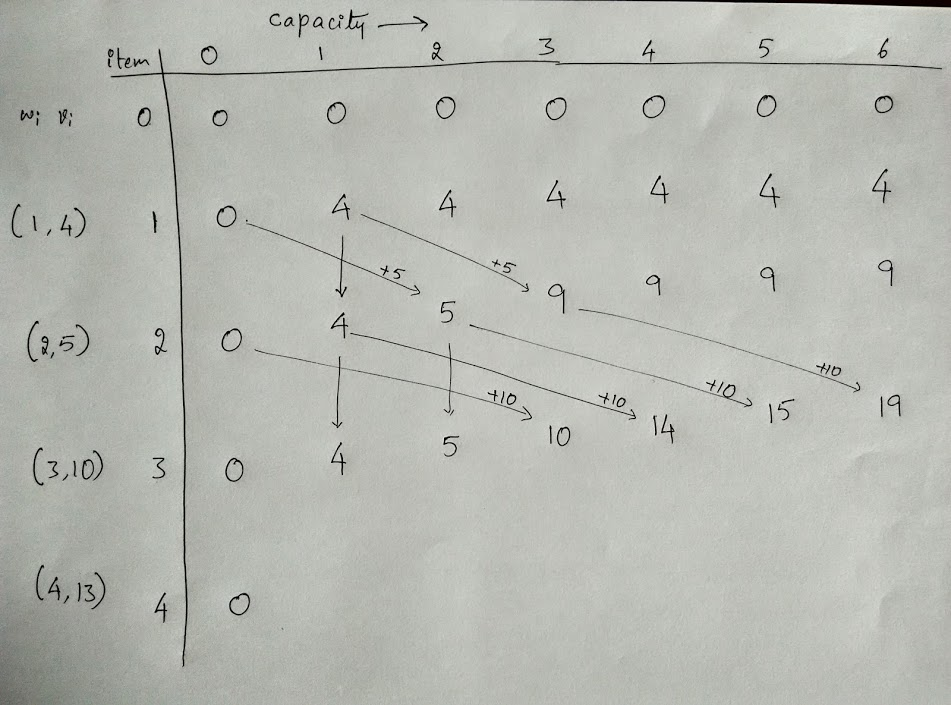 capacity →
item 0 1 2 3 4 5 6
wi vi 0 0 0 0 0 0 0 0
(1,4) 1 0 4 4 4 4 4 4
+5 +5
(2,5) 2 0 4 5 9 9 9 9
+10 +10 +10 +10
(3,10) 3 0 4 5 10 14 15 19
(4,13) 4 0